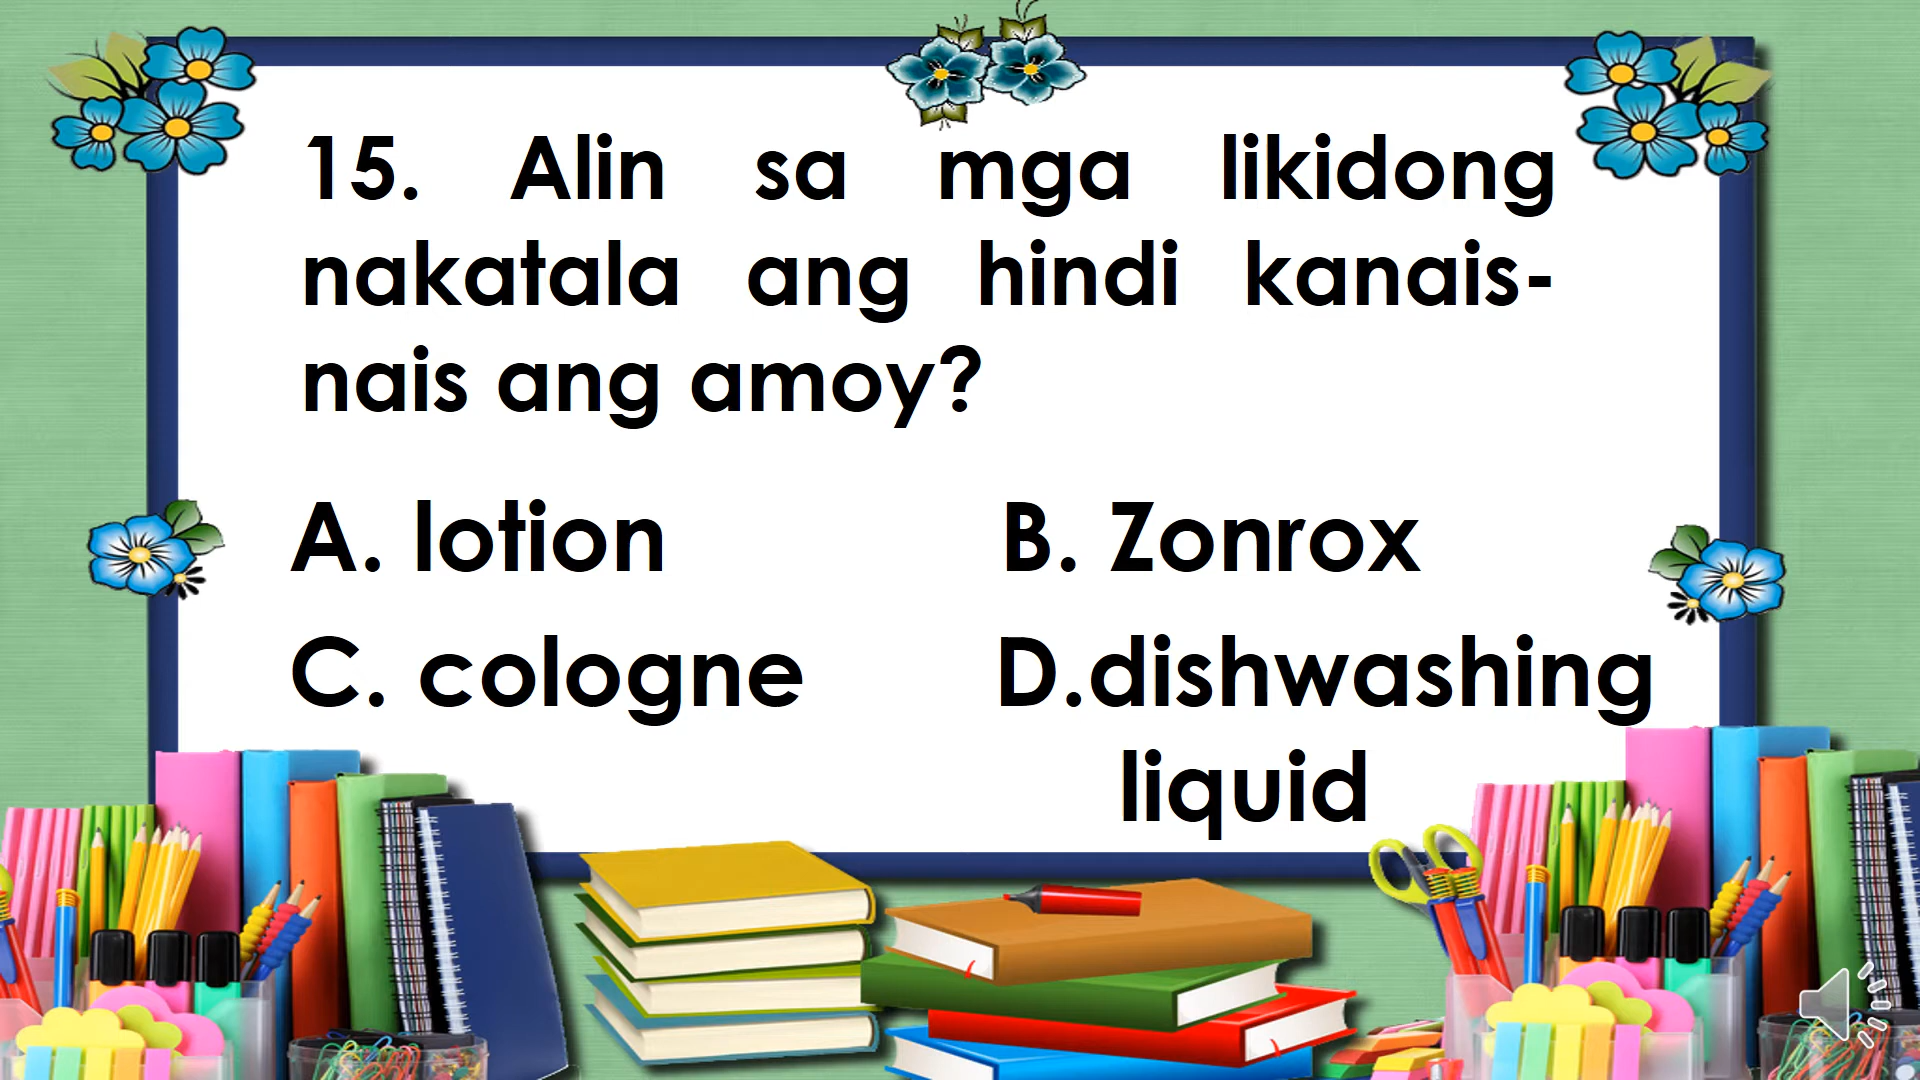 15. Alin sa mga likidong
nakatala ang hindi kanais-
nais ang amoy?
A. lotion B. Zonrox
C. cologne D.dishwashing
liquid